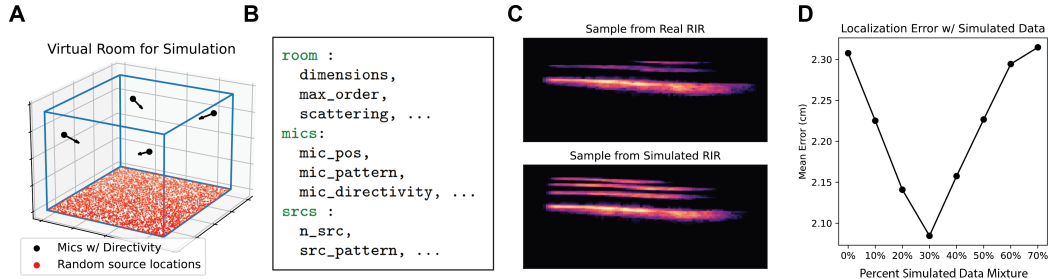 A
Virtual Room for Simulation
Mics w/ Directivity
Random source locations
B
room :
dimensions,
max_order,
scattering, ...
mics:
mic_pos,
mic_pattern,
mic_directivity, ...
srcs :
n_src,
src_pattern, ...
C
Sample from Real RIR
Sample from Simulated RIR
D
Localization Error w/ Simulated Data
Mean Error (cm)
2.30
2.25
2.20
2.15
2.10
0% 10% 20% 30% 40% 50% 60% 70%
Percent Simulated Data Mixture